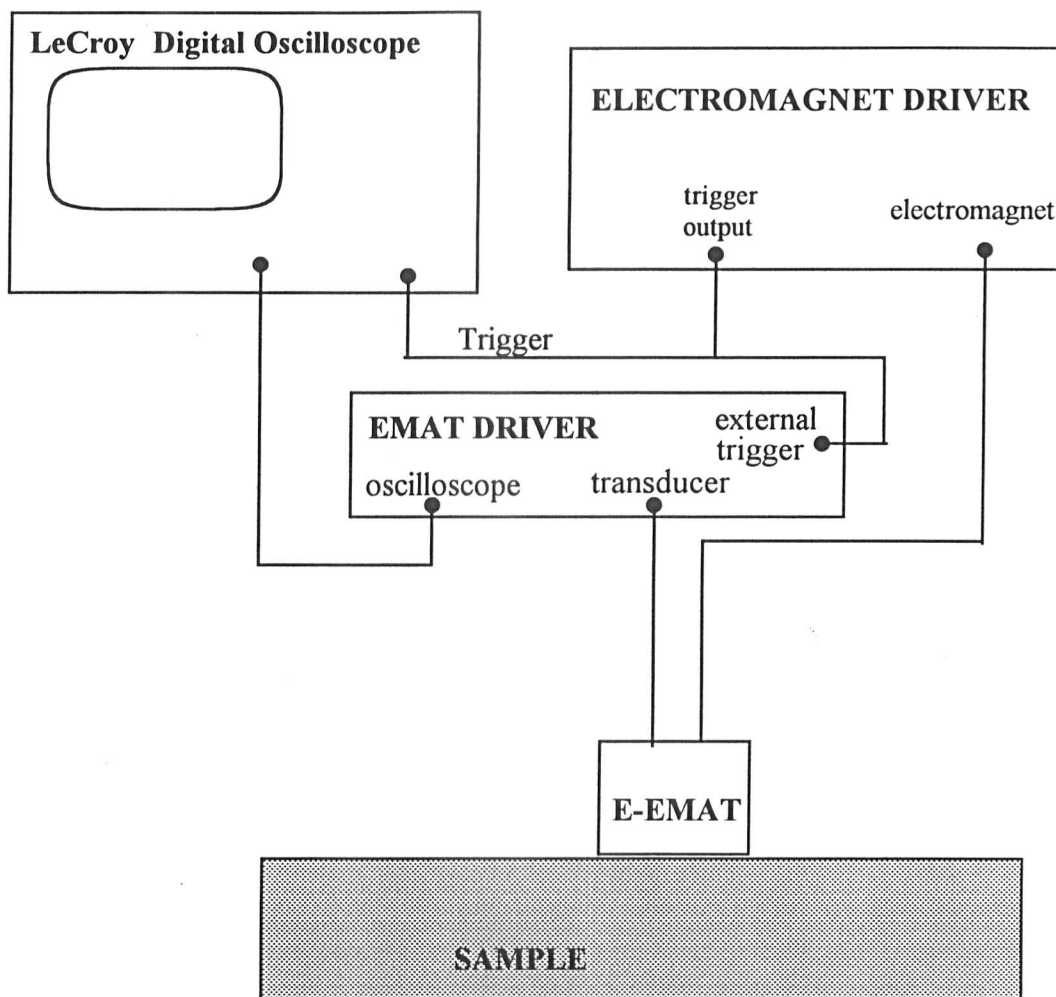 LeCroy Digital Oscilloscope
ELECTROMAGNET DRIVER
trigger
output
electromagnet
Trigger
EMAT DRIVER
external
trigger
oscilloscope
transducer
E-EMAT
SAMPLE